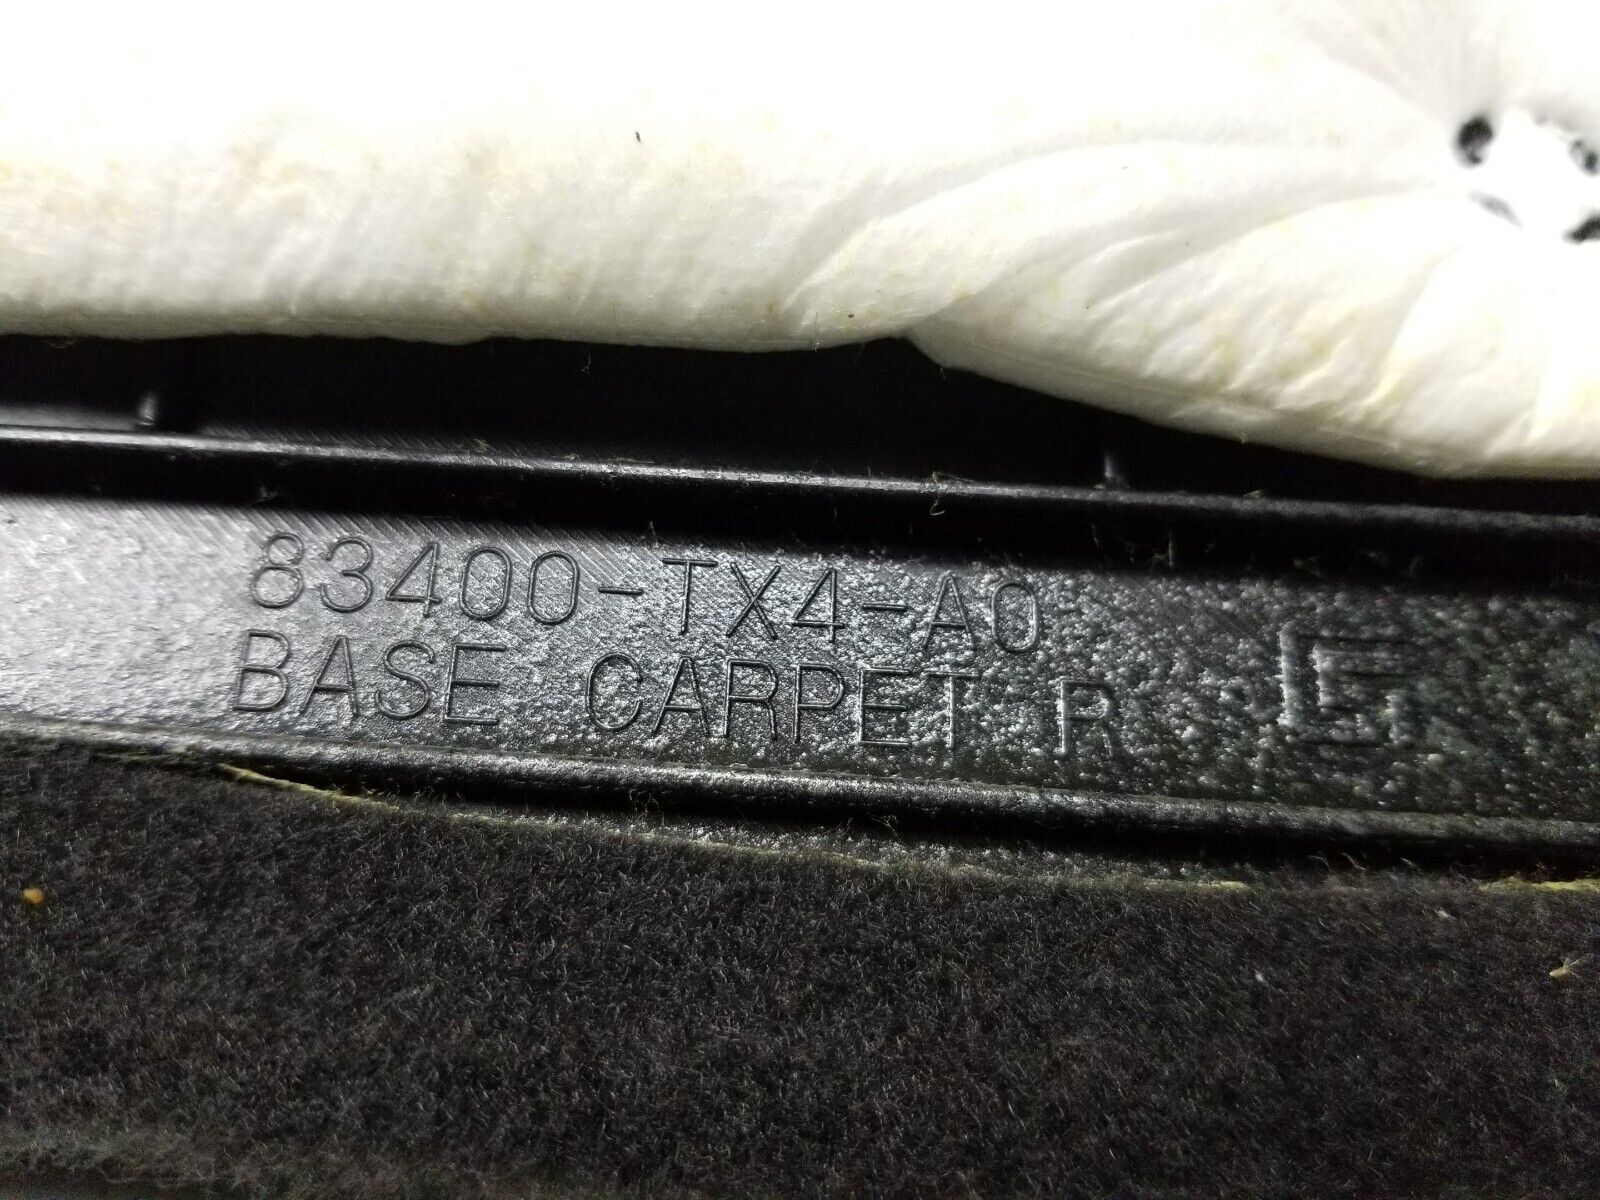 83400-TX4-A0
BASE CARPET R